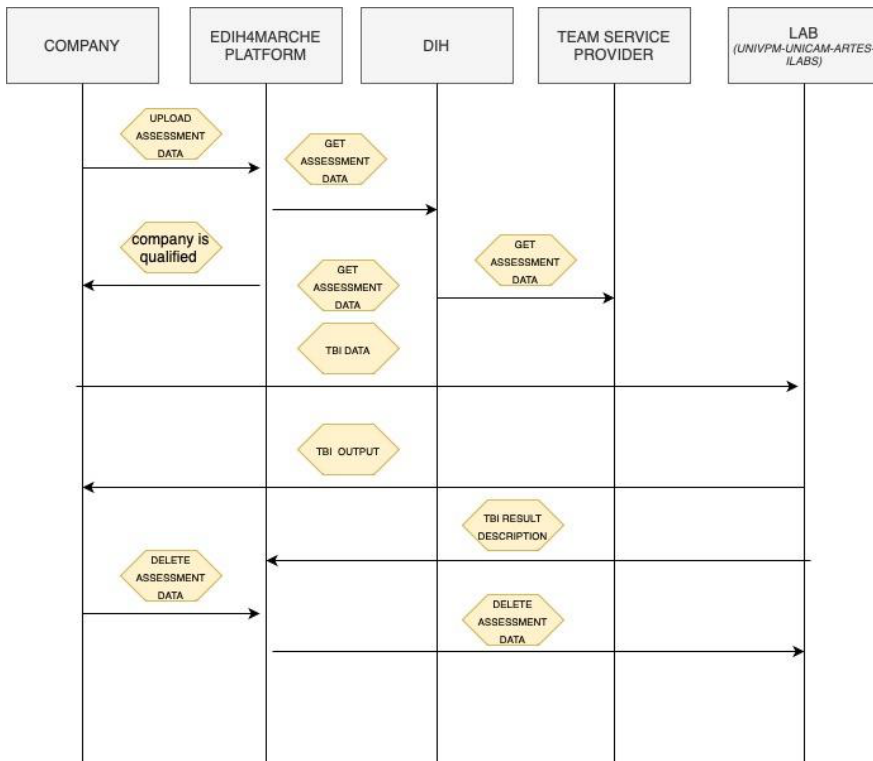 COMPANY
EDIH4MARCHE
PLATFORM
DIH
TEAM SERVICE
PROVIDER
LAB
(UNIVPM-UNICAM-ARTES-
ILABS)
UPLOAD
ASSESSMENT
DATA
GET
ASSESSMENT
DATA
company is
qualified
GET
ASSESSMENT
DATA
GET
ASSESSMENT
DATA
TBI DATA
TBI OUTPUT
TBI RESULT
DESCRIPTION
DELETE
ASSESSMENT
DATA
DELETE
ASSESSMENT
DATA